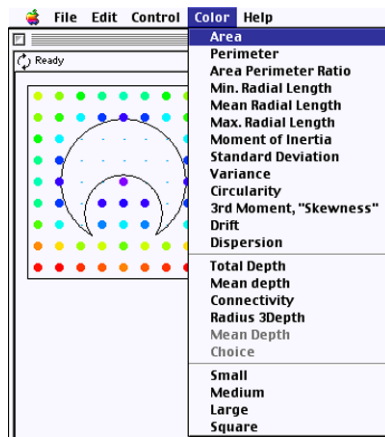 File Edit Control Color Help
Ready
Area
Perimeter
Area Perimeter Ratio
Min. Radial Length
Mean Radial Length
Max. Radial Length
Moment of Inertia
Standard Deviation
Variance
Circularity
3rd Moment, "Skewness"
Drift
Dispersion
Total Depth
Mean depth
Connectivity
Radius 3Depth
Mean Depth
Choice
Small
Medium
Large
Square